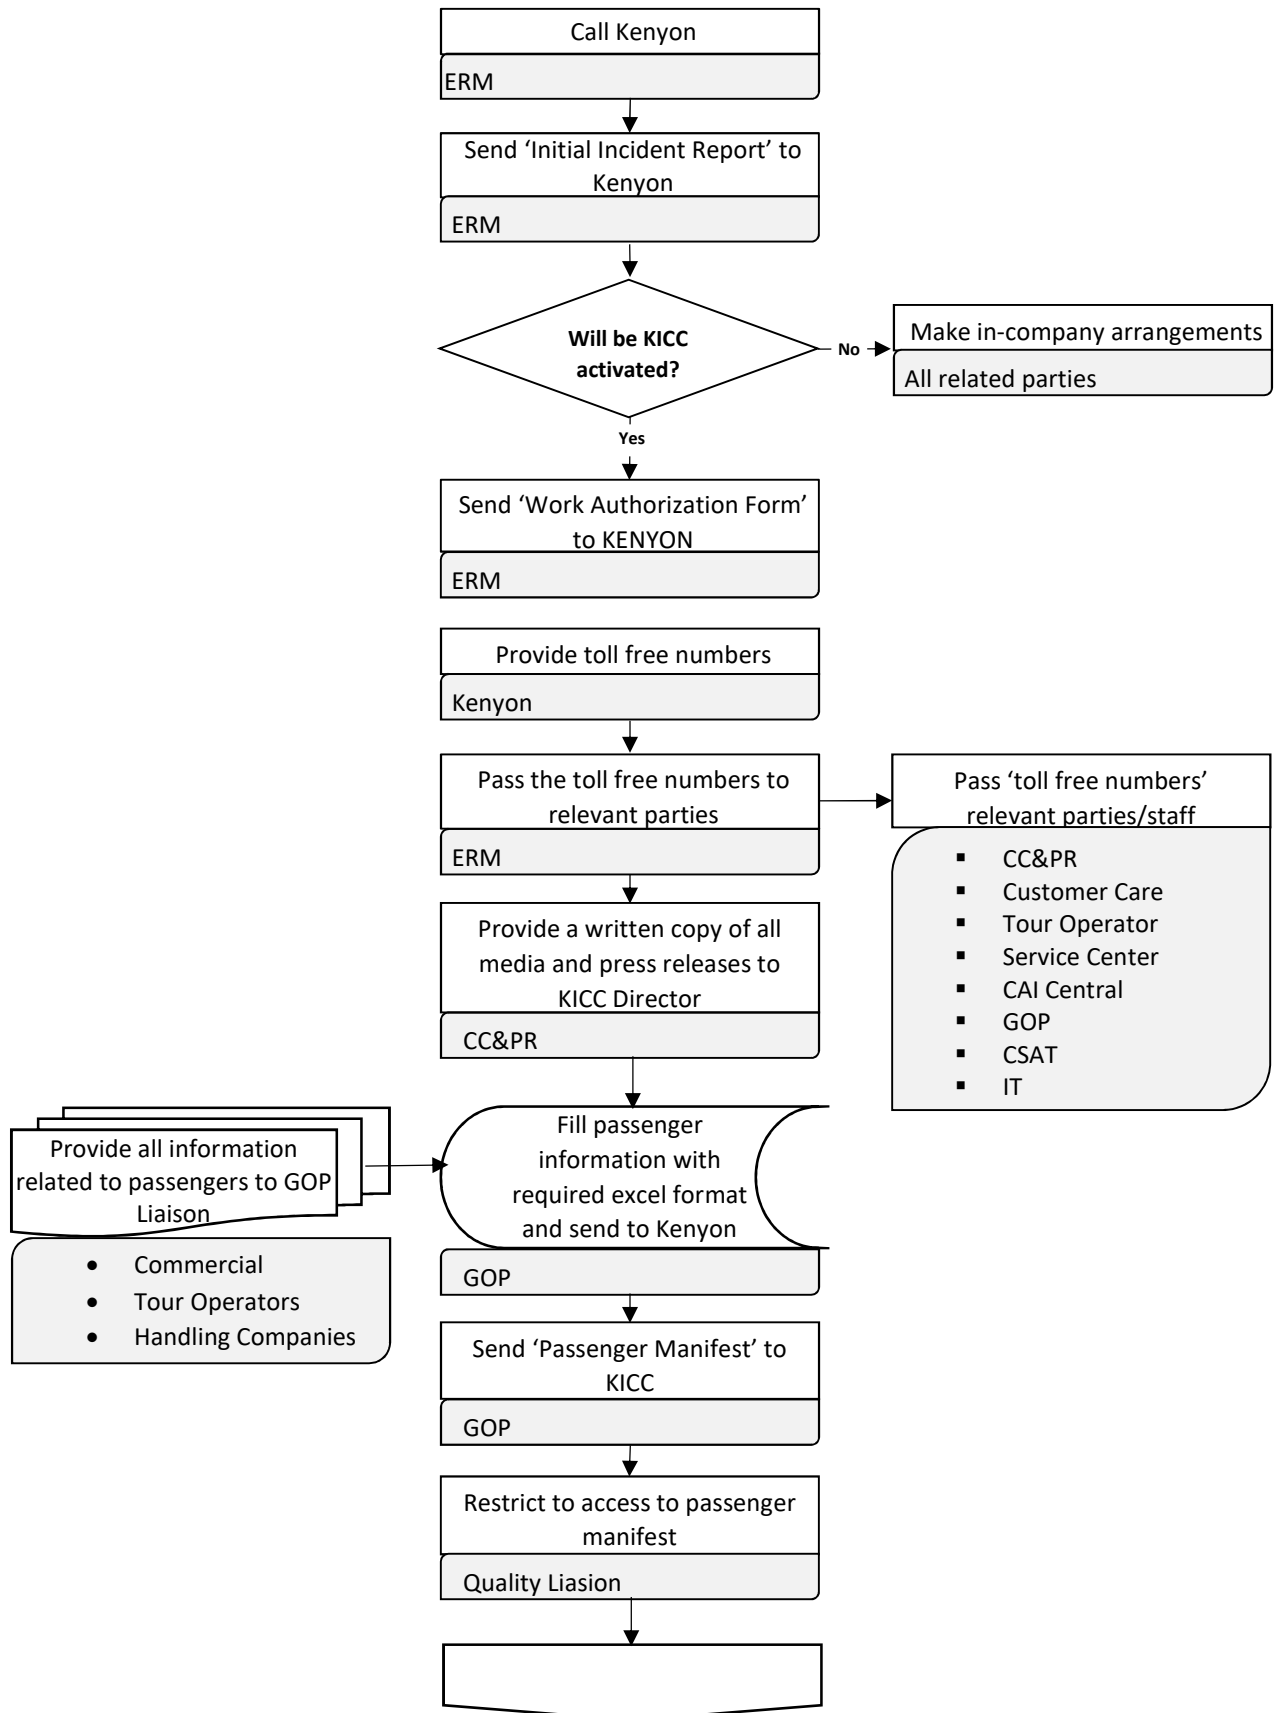 Call Kenyon
ERM
Send ‘Initial Incident Report’ to
Kenyon
ERM
Will be KICC
activated?
No
Make in-company arrangements
All related parties
Yes
Send ‘Work Authorization Form’
to KENYON
ERM
Provide toll free numbers
Kenyon
Pass the toll free numbers to
relevant parties
ERM
Pass ‘toll free numbers’
relevant parties/staff
▪ CC&PR
▪ Customer Care
▪ Tour Operator
▪ Service Center
▪ CAI Central
▪ GOP
▪ CSAT
▪ IT
Provide a written copy of all
media and press releases to
KICC Director
CC&PR
Provide all information
related to passengers to GOP
Liaison
• Commercial
• Tour Operators
• Handling Companies
Fill passenger
information with
required excel format
and send to Kenyon
GOP
Send ‘Passenger Manifest’ to
KICC
GOP
Restrict to access to passenger
manifest
Quality Liasion